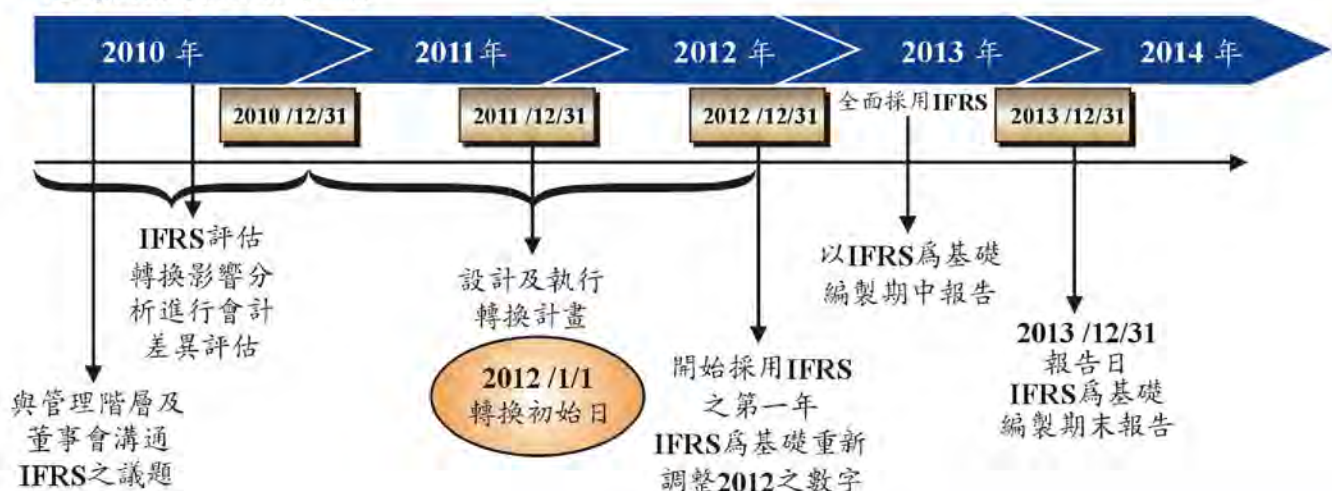 2010 年
2011 年
2012 年
2013 年
2014 年
2010 /12/31
2011 /12/31
2012 /12/31
全面採用IFRS
2013 /12/31
IFRS評估
轉換影響分
析進行會計
差異評估
與管理階層及
董事會溝通
IFRS之議題
設計及執行
轉換計畫
2012 /1/1
轉換初始日
開始採用IFRS
之第一年
IFRS爲基礎重新
調整2012之數字
以IFRS爲基礎
編製期中報告
2013 /12/31
報告日
IFRS爲基礎
編製期末報告